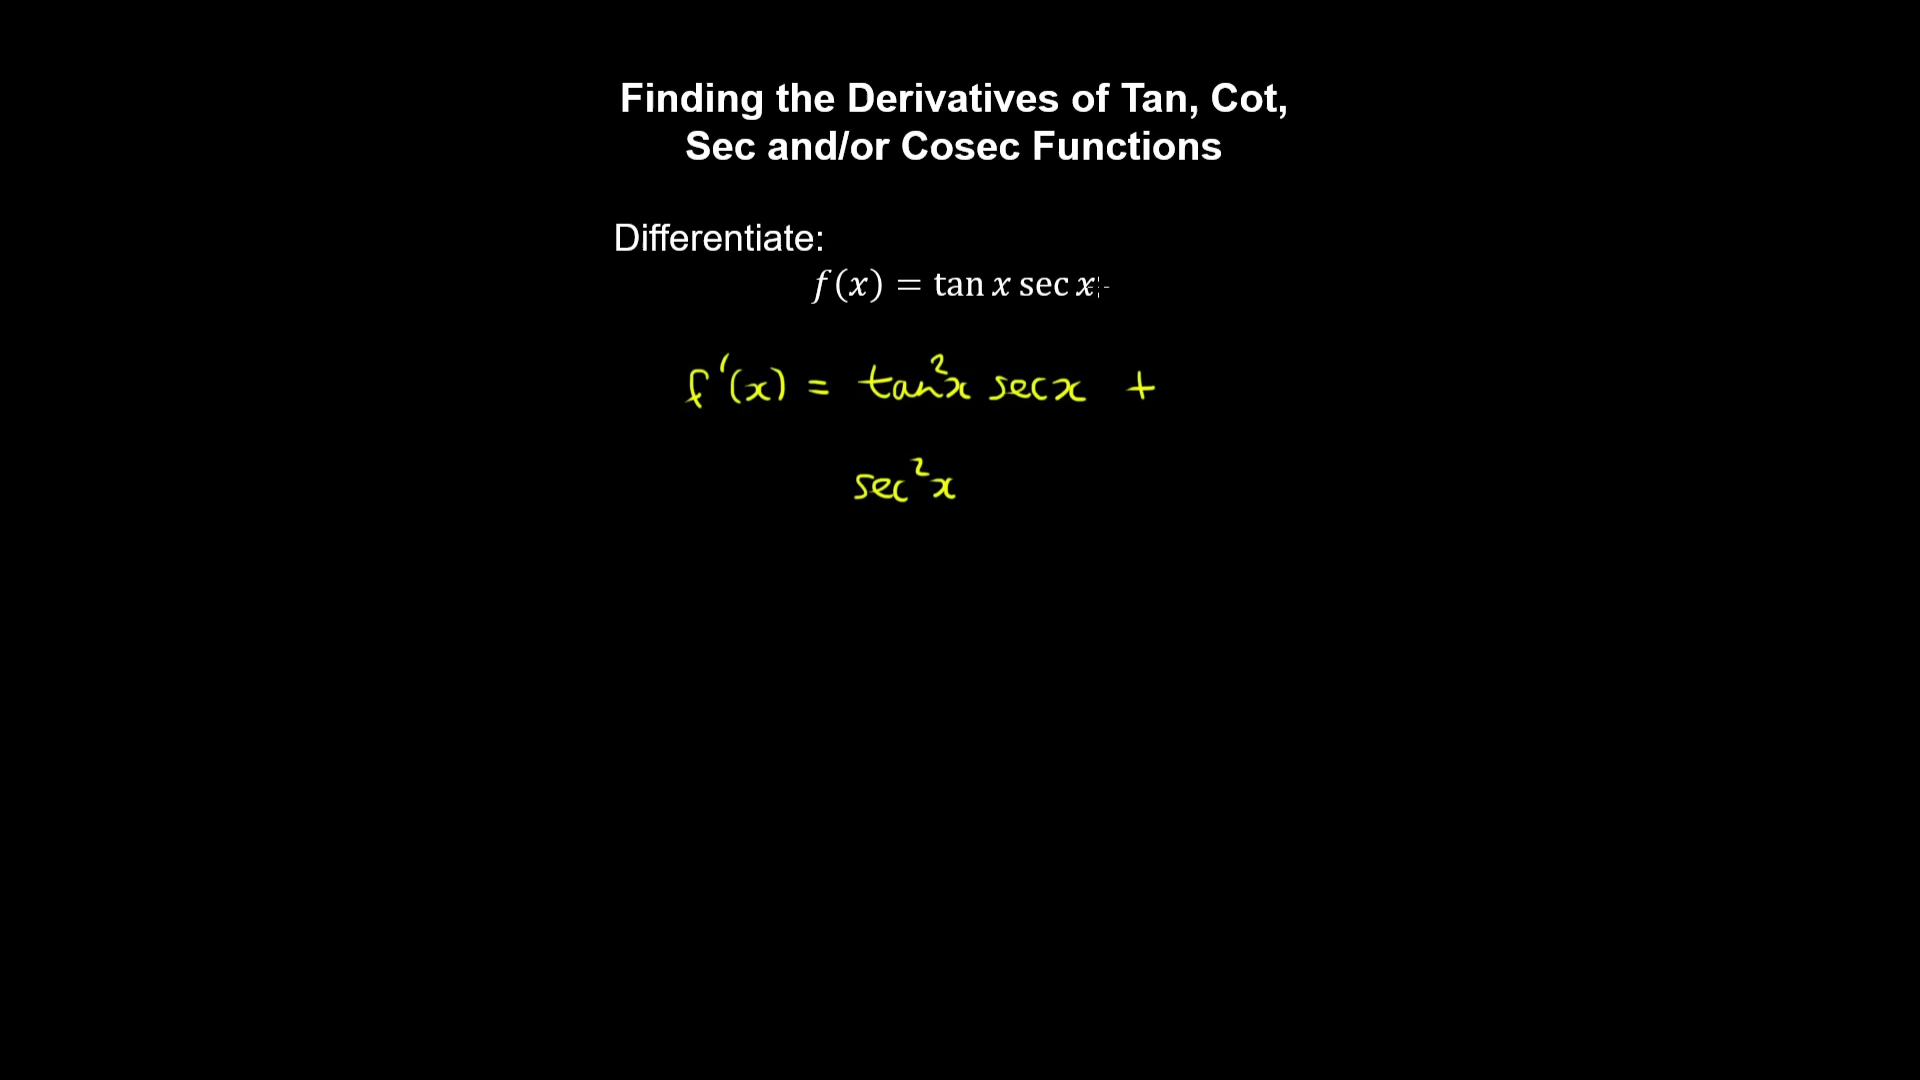 Finding the Derivatives of Tan, Cot,
Sec and/or Cosec Functions
Differentiate:
f(x) = tan x sec x
f'(x) = tan²x secx +
sec²x